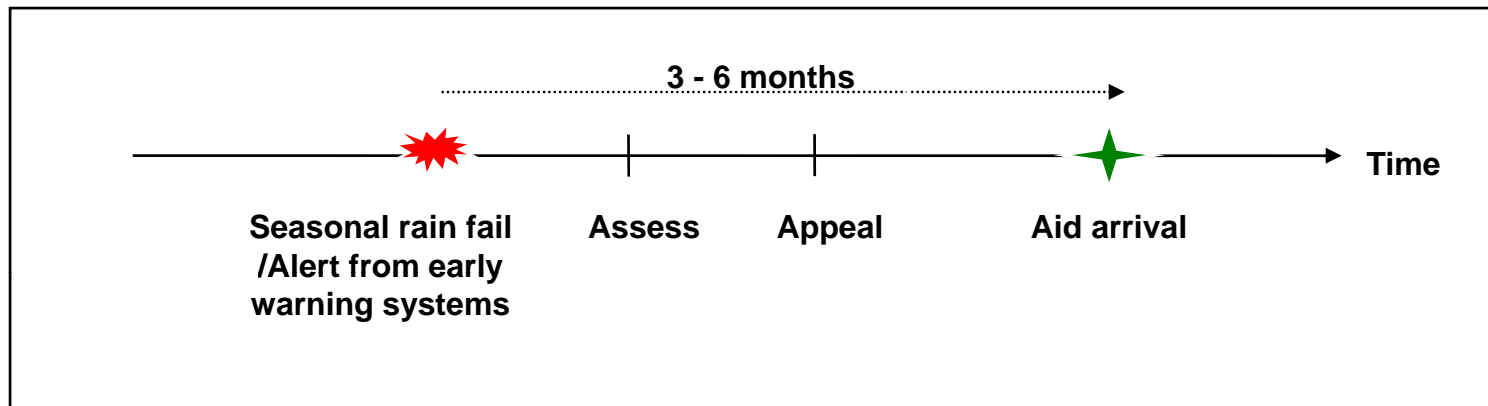 3 - 6 months
Time
Seasonal rain fail
/Alert from early
warning systems
Assess
Appeal
Aid arrival